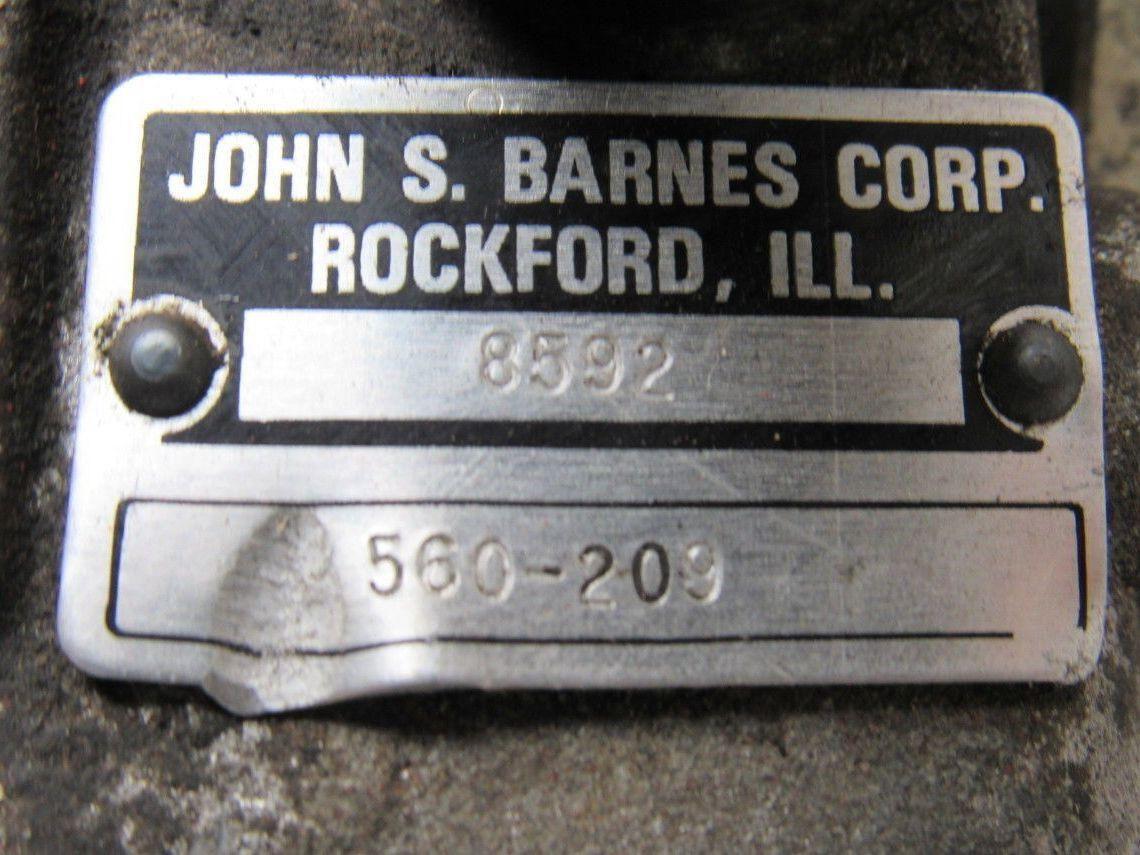 JOHN S. BARNES CORP.
ROCKFORD, ILL.
8592
560-209